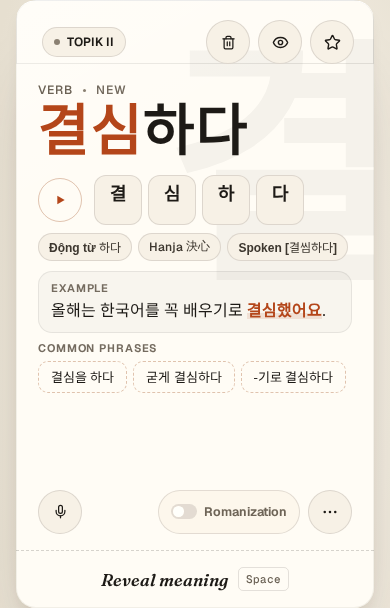 TOPIK II
VERB • NEW
결심하다
결 심 하 다
Động từ 하다 Hanja 決心 Spoken [결심하다]
EXAMPLE
올해는 한국어를 꼭 배우기로 결심했어요.
COMMON PHRASES
결심을 하다 굳게 결심하다 -기로 결심하다
Romanization
Reveal meaning Space